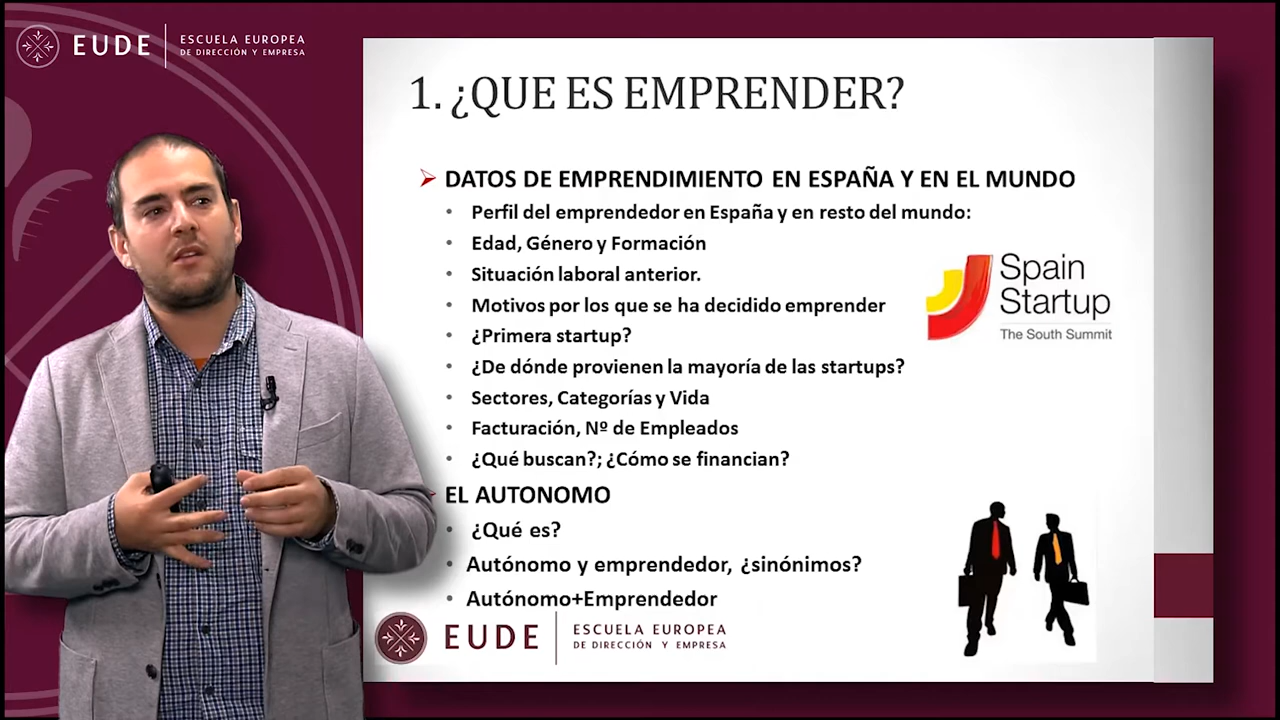 EUDE
ESCUELA EUROPEA
DE DIRECCIÓN Y EMPRESA
1. ¿QUE ES EMPRENDER?
DATOS DE EMPRENDIMIENTO EN ESPAÑA Y EN EL MUNDO
Perfil del emprendedor en España y en resto del mundo:
Edad, Género y Formación
Situación laboral anterior.
Motivos por los que se ha decidido emprender
¿Primera startup?
¿De dónde provienen la mayoría de las startups?
Sectores, Categorías y Vida
Facturación, Nº de Empleados
¿Qué buscan?; ¿Cómo se financian?
Spain
Startup
The South Summit
EL AUTONOMO
¿Qué es?
Autónomo y emprendedor, ¿sinónimos?
Autónomo+Emprendedor
EUDE
ESCUELA EUROPEA
DE DIRECCIÓN Y EMPRESA